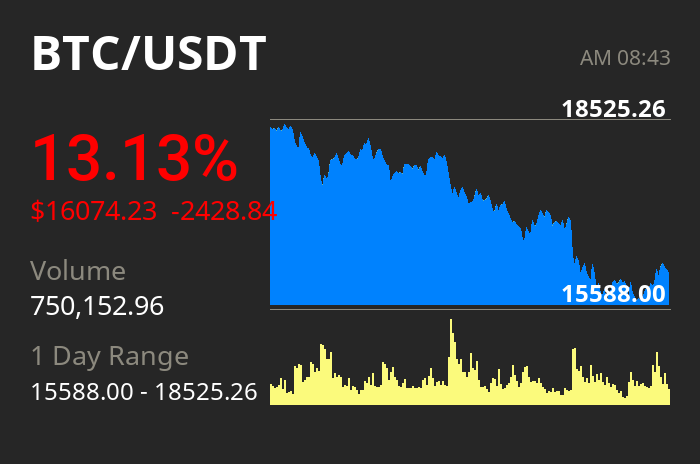 BTC/USDT
AM 08:43
18525.26
13.13%
$16074.23 -2428.84
Volume
750,152.96
15588.00
1 Day Range
15588.00 - 18525.26